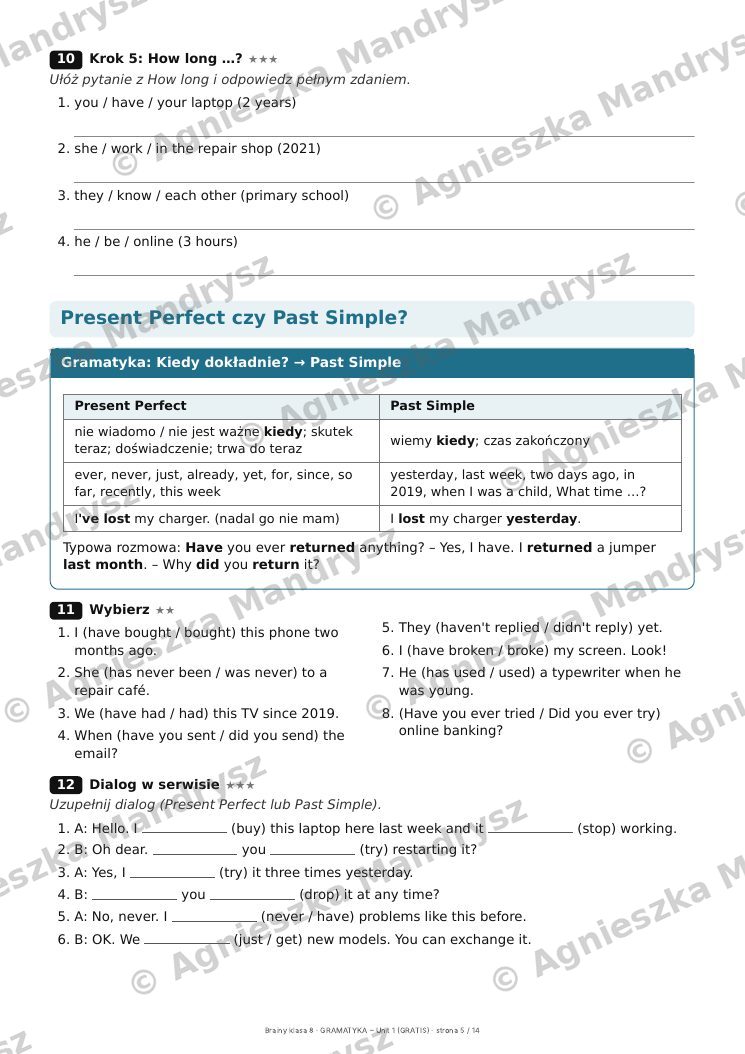 10 Krok 5: How long …? ★★★
Ułóż pytanie z How long i odpowiedz pełnym zdaniem.
1. you / have / your laptop (2 years)
2. she / work / in the repair shop (2021)
3. they / know / each other (primary school)
4. he / be / online (3 hours)
Present Perfect czy Past Simple?
Gramatyka: Kiedy dokładnie? → Past Simple
Present Perfect Past Simple
nie wiadomo / nie jest ważne kiedy; skutek
teraz; doświadczenie; trwa do teraz
wiemy kiedy; czas zakończony
ever, never, just, already, yet, for, since, so
far, recently, this week
yesterday, last week, two days ago, in
2019, when I was a child, What time …?
I've lost my charger. (nadal go nie mam)
I lost my charger yesterday.
Typowa rozmowa: Have you ever returned anything? – Yes, I have. I returned a jumper
last month. – Why did you return it?
11 Wybierz ★★
1. I (have bought / bought) this phone two
months ago.
2. She (has never been / was never) to a
repair café.
3. We (have had / had) this TV since 2019.
4. When (have you sent / did you send) the
email?
5. They (haven't replied / didn't reply) yet.
6. I (have broken / broke) my screen. Look!
7. He (has used / used) a typewriter when he
was young.
8. (Have you ever tried / Did you ever try)
online banking?
12 Dialog w serwisie ★★★
Uzupełnij dialog (Present Perfect lub Past Simple).
1. A: Hello. I ____ (buy) this laptop here last week and it ____ (stop) working.
2. B: Oh dear. ____ you ____ (try) restarting it?
3. A: Yes, I ____ (try) it three times yesterday.
4. B: ____ you ____ (drop) it at any time?
5. A: No, never. I ____ (never / have) problems like this before.
6. B: OK. We ____ (just / get) new models. You can exchange it.
Brainy klasa 8 · GRAMATYKA – Unit 1 (GRATIS) · strona 5 / 14
© Agnieszka Mandrysz